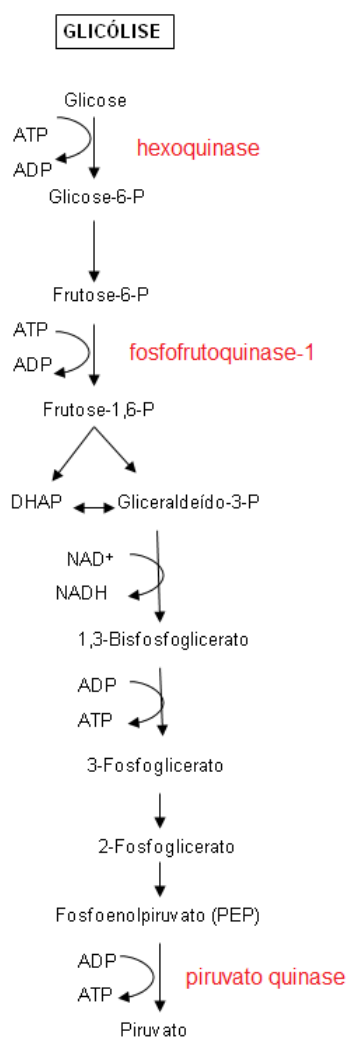 GLICÓLISE
Glicose
ATP
hexoquinase
ADP
Glicose-6-P
Frutose-6-P
ATP
fosfofrutoquinase-1
ADP
Frutose-1,6-P
DHAP Gliceraldeído-3-P
NAD+
NADH
1,3-Bisfosfoglicerato
ADP
ATP
3-Fosfoglicerato
2-Fosfoglicerato
Fosfoenolpiruvato (PEP)
ADP
piruvato quinase
ATP
Piruvato